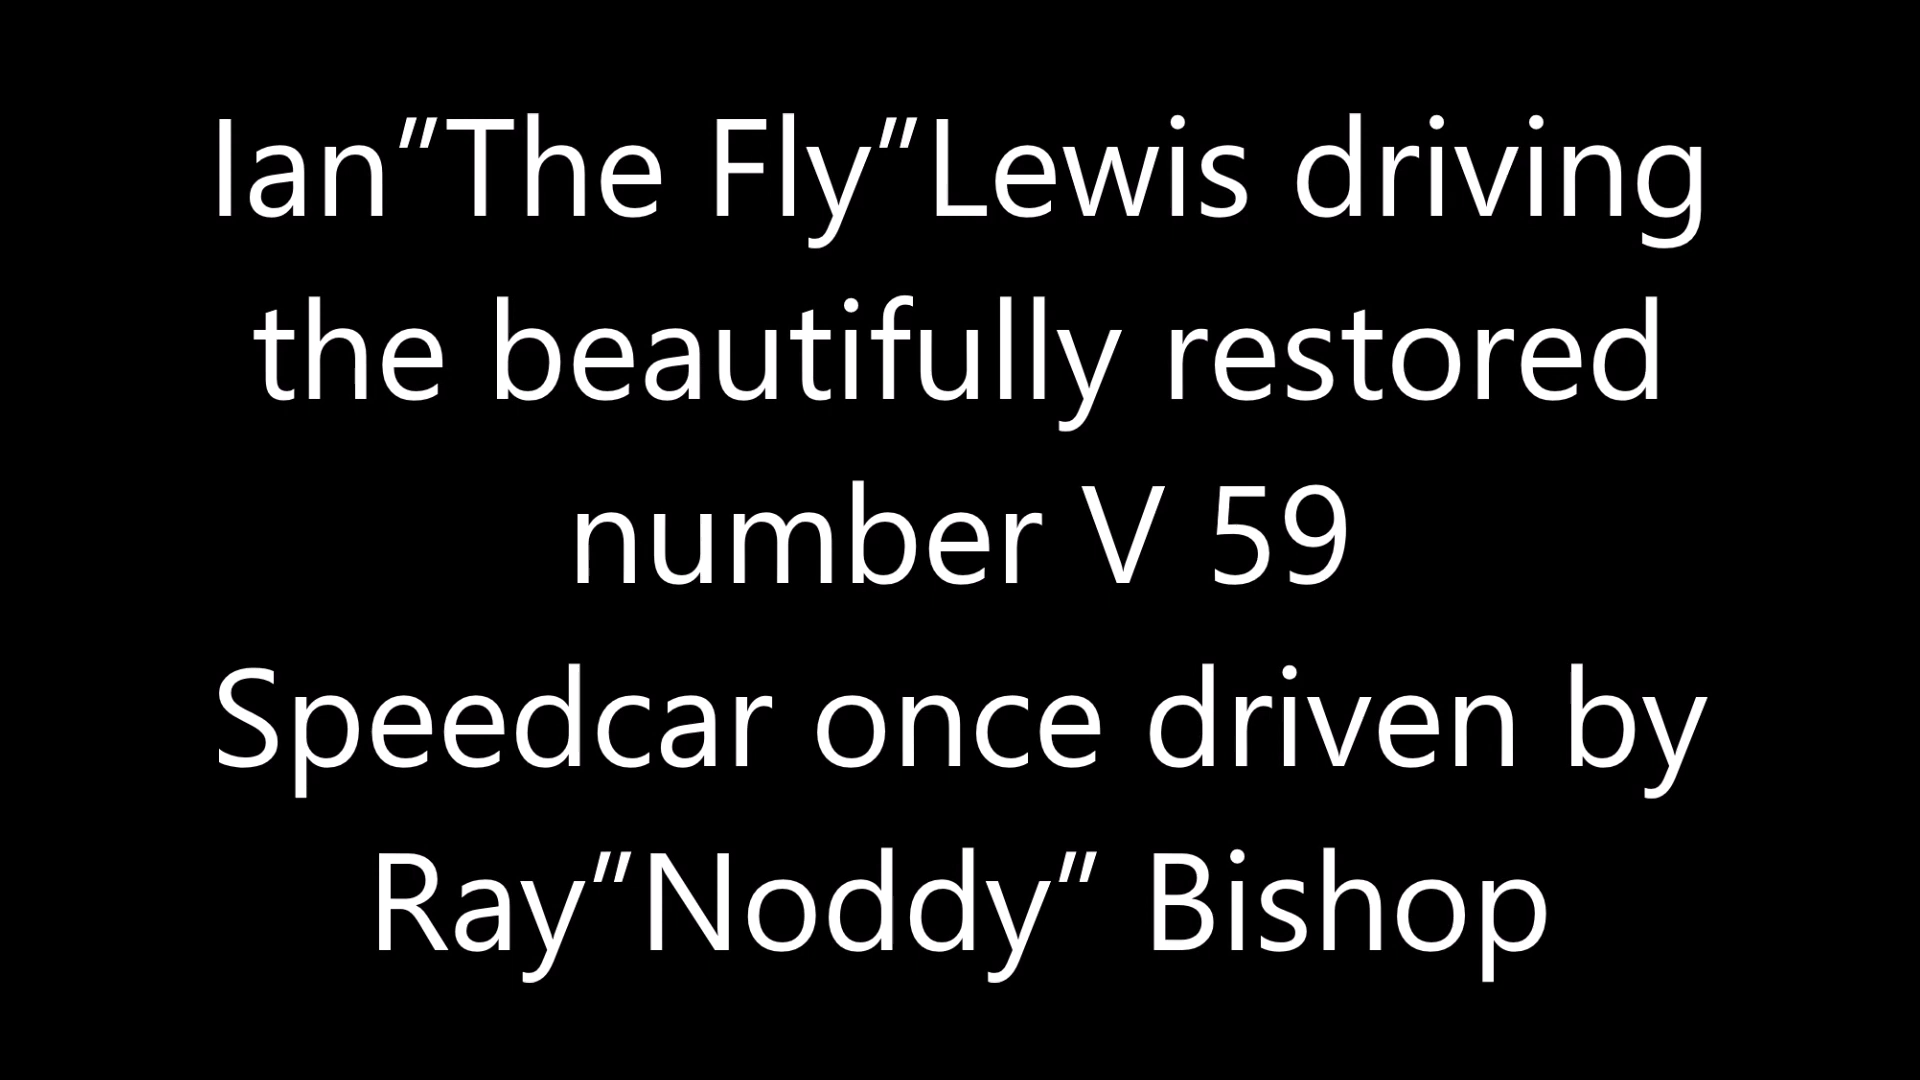 Ian”The Fly”Lewis driving
the beautifully restored
number V 59
Speedcar once driven by
Ray”Noddy” Bishop